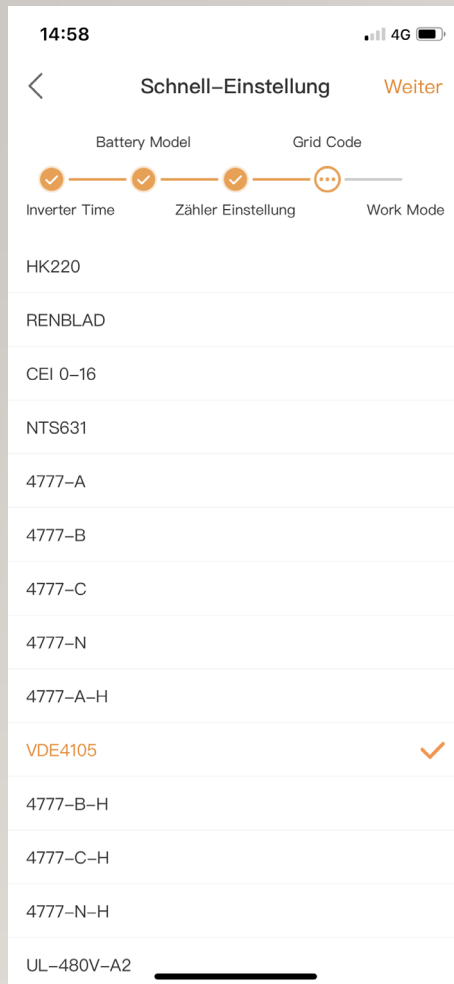 14:58 4G
Schnell-Einstellung Weiter
Battery Model Grid Code
Inverter Time Zähler Einstellung Work Mode
HK220
RENBLAD
CEI 0-16
NTS631
4777-A
4777-B
4777-C
4777-N
4777-A-H
VDE4105
4777-B-H
4777-C-H
4777-N-H
UL-480V-A2